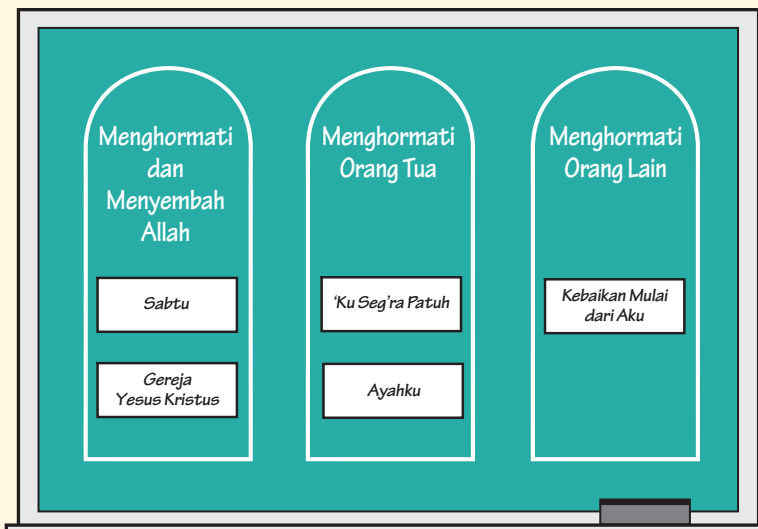 Menghormati
dan
Menyembah
Allah
Sabtu
Gereja
Yesus Kristus
Menghormati
Orang Tua
'Ku Seg'ra Patuh
Ayahku
Menghormati
Orang Lain
Kebaikan Mulai
dari Aku